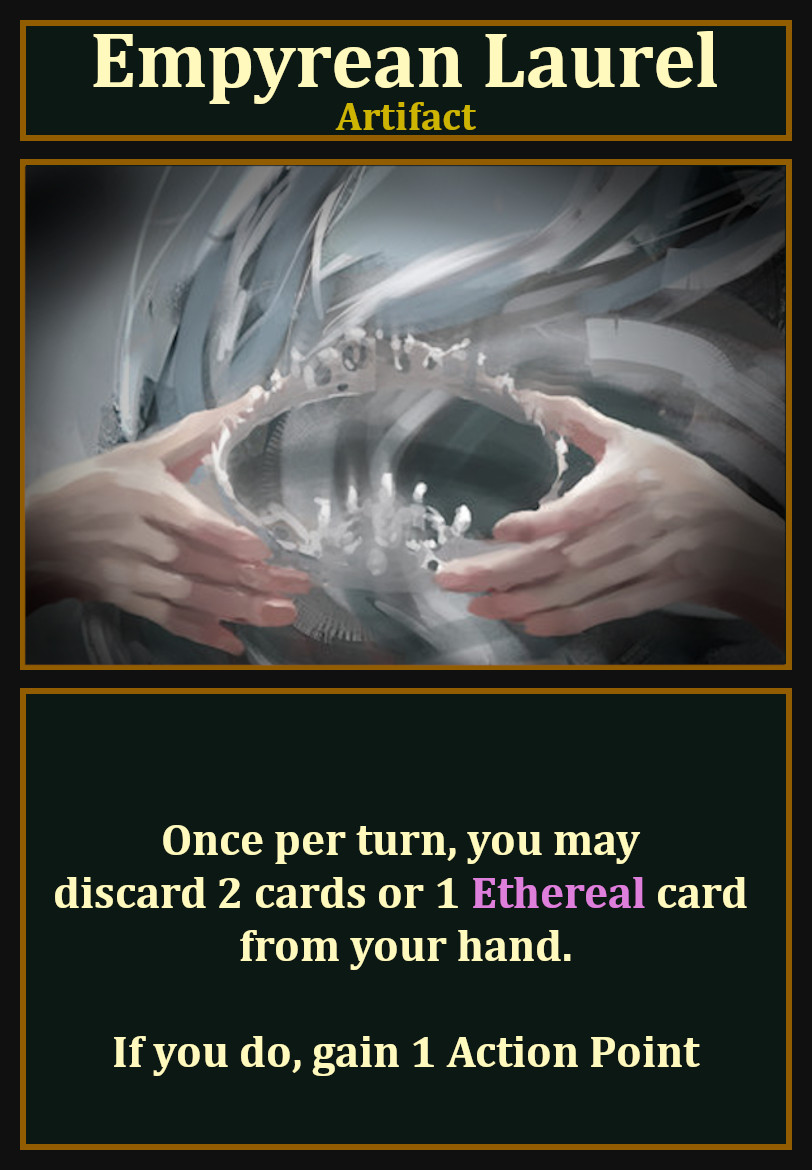 Empyrean Laurel
Artifact
Once per turn, you may
discard 2 cards or 1 Ethereal card
from your hand.
If you do, gain 1 Action Point